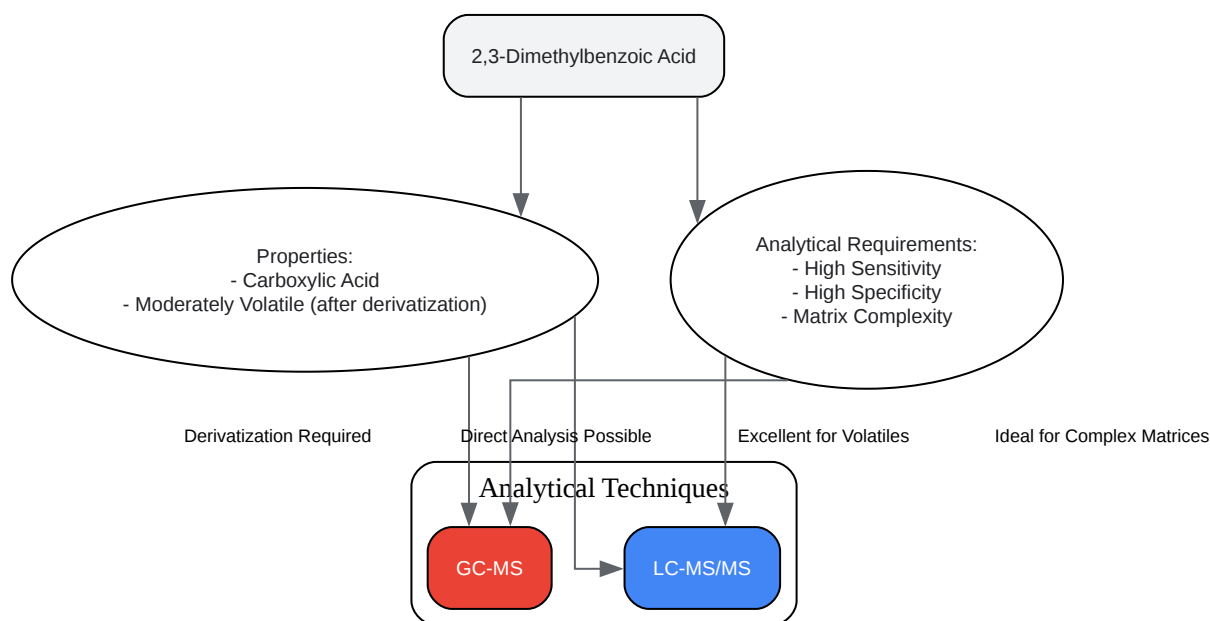 2,3-Dimethylbenzoic Acid
Properties:
- Carboxylic Acid
- Moderately Volatile (after derivatization)
Analytical Requirements:
- High Sensitivity
- High Specificity
- Matrix Complexity
Derivatization Required
Direct Analysis Possible
Excellent for Volatiles
Ideal for Complex Matrices
Analytical Techniques
GC-MS
LC-MS/MS